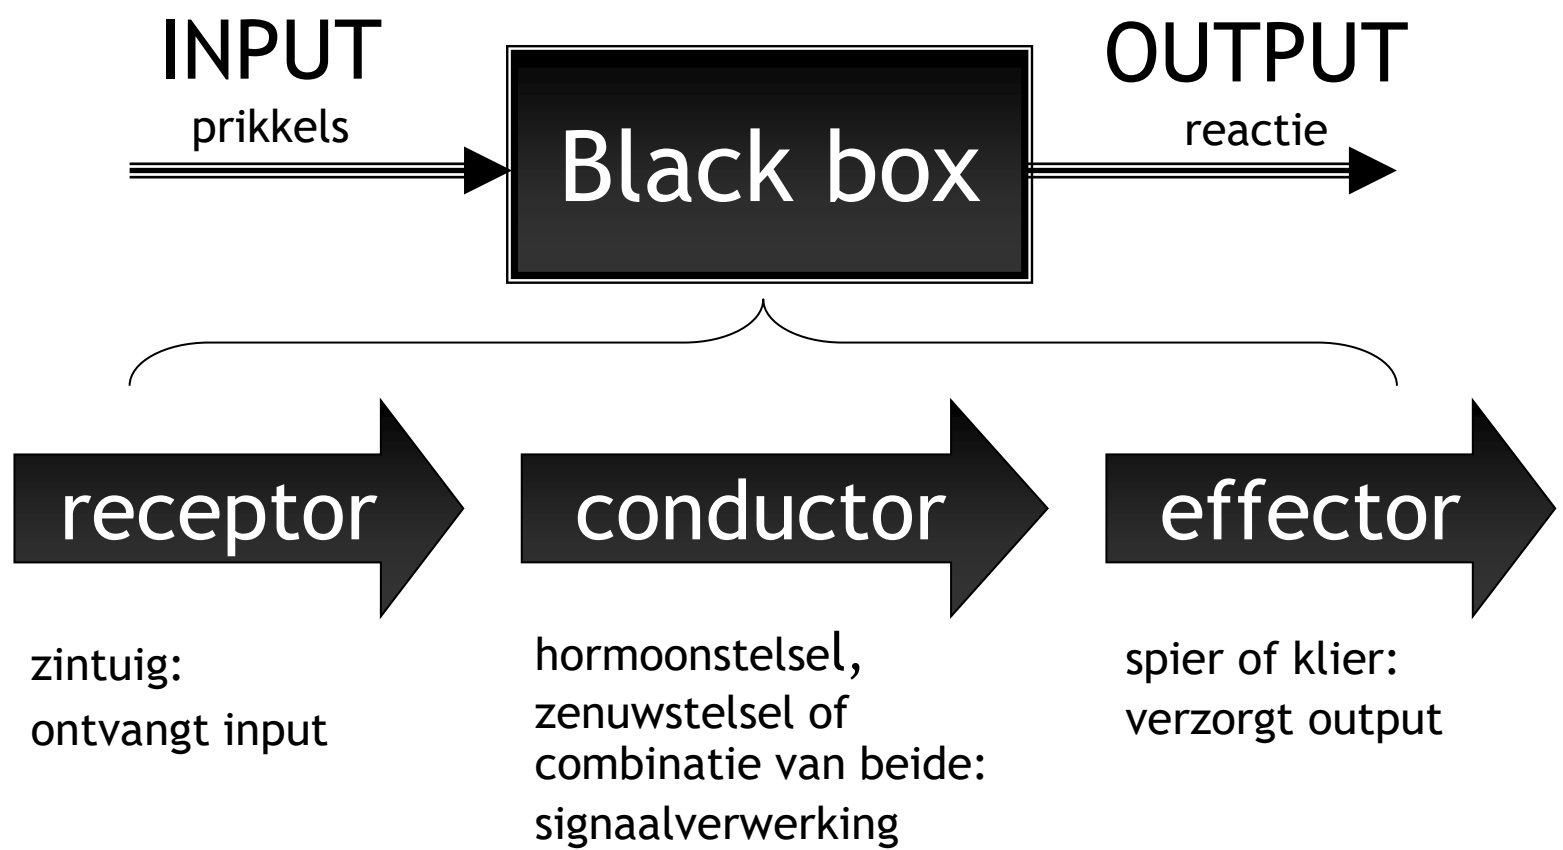 INPUT
prikkels
Black box
OUTPUT
reactie
receptor
conductor
effector
zintuig:
ontvangt input
hormoonstelsel,
zenuwstelsel of
combinatie van beide:
signaalverwerking
spier of klier:
verzorgt output